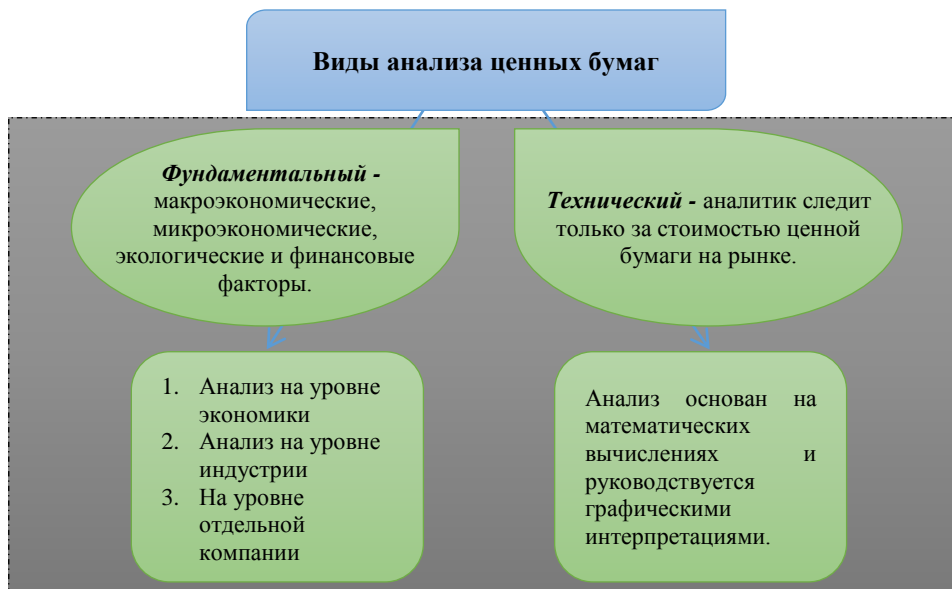 Виды анализа ценных бумаг
Фундаментальный -
макроэкономические,
микроэкономические,
экологические и финансовые
факторы.
Технический - аналитик следит
только за стоимостью ценной
бумаги на рынке.
1. Анализ на уровне
экономики
2. Анализ на уровне
индустрии
3. На уровне
отдельной
компании
Анализ основан на
математических
вычислениях и
руководствуется
графическими
интерпретациями.